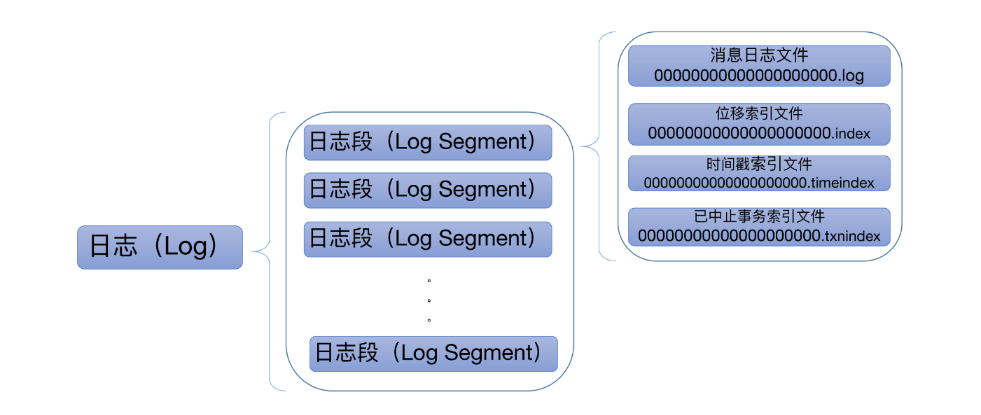 日志（Log）
日志段（Log Segment）
日志段（Log Segment）
日志段（Log Segment）
。
。
。
日志段（Log Segment）
消息日志文件
00000000000000000000.log
位移索引文件
00000000000000000000.index
时间戳索引文件
0000000000000000000.timeindex
已中止事务索引文件
00000000000000000000.txnindex